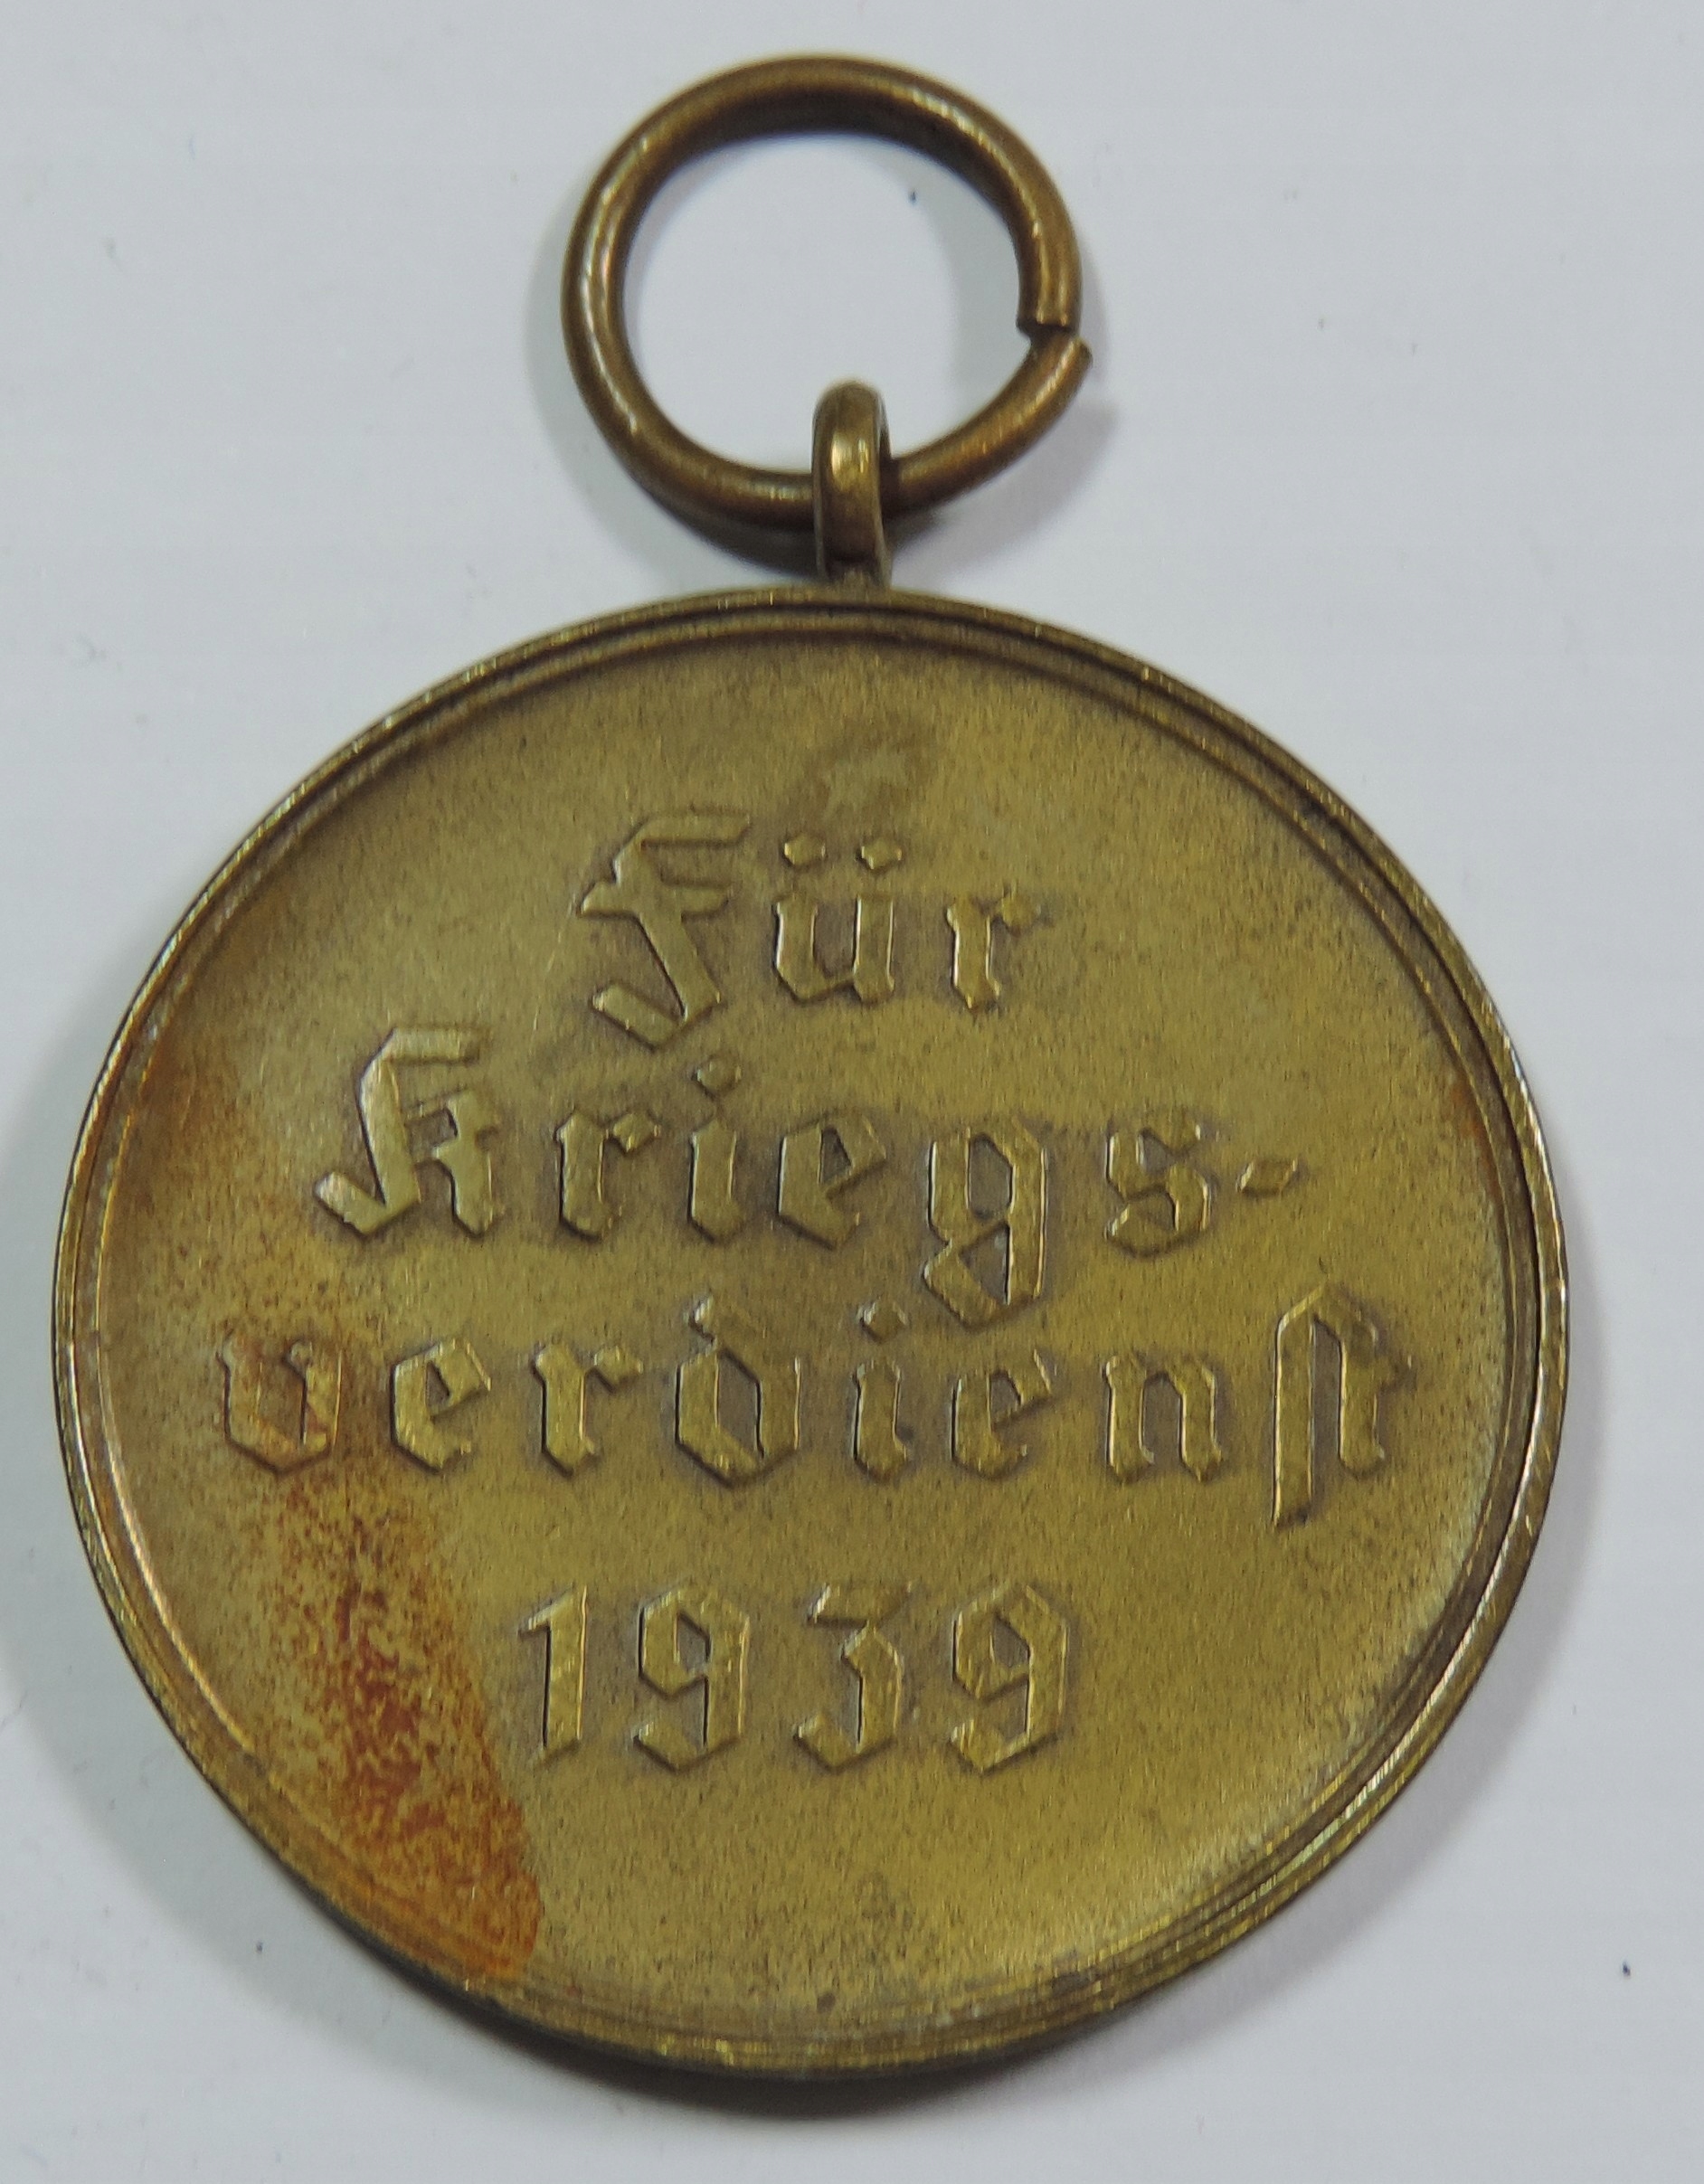 Für
Kriegs-
verdienst
1939